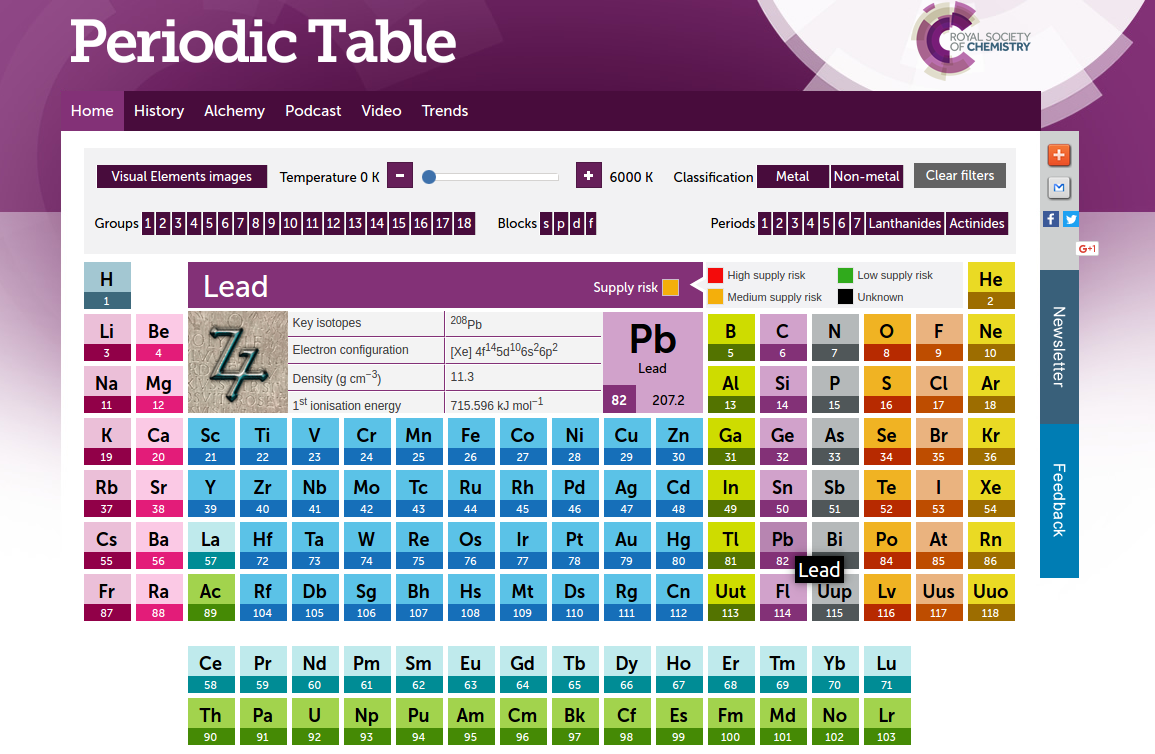 Periodic Table
ROYAL SOCIETY
OF CHEMISTRY
Home History Alchemy Podcast Video Trends
Visual Elements images Temperature 0 K − + 6000 K Classification Metal Non-metal Clear filters
Groups 1 2 3 4 5 6 7 8 9 10 11 12 13 14 15 16 17 18 Blocks s p d f Periods 1 2 3 4 5 6 7 Lanthanides Actinides
G+1
Newsletter
Feedback
H Lead Supply risk High supply risk Low supply risk He
1 Medium supply risk Unknown 2
Key isotopes ²⁰⁸Pb
Electron configuration [Xe] 4f¹⁴5d¹⁰6s²6p²
Density (g cm⁻³) 11.3
1ˢᵗ ionisation energy 715.596 kJ mol⁻¹
Pb
Lead
82 207.2
Li Be B C N O F Ne
3 4 5 6 7 8 9 10
Na Mg Al Si P S Cl Ar
11 12 13 14 15 16 17 18
K Ca Sc Ti V Cr Mn Fe Co Ni Cu Zn Ga Ge As Se Br Kr
19 20 21 22 23 24 25 26 27 28 29 30 31 32 33 34 35 36
Rb Sr Y Zr Nb Mo Tc Ru Rh Pd Ag Cd In Sn Sb Te I Xe
37 38 39 40 41 42 43 44 45 46 47 48 49 50 51 52 53 54
Cs Ba La Hf Ta W Re Os Ir Pt Au Hg Tl Pb Bi Po At Rn
55 56 57 72 73 74 75 76 77 78 79 80 81 82 84 85 86
Lead
Fr Ra Ac Rf Db Sg Bh Hs Mt Ds Rg Cn Uut Fl Uup Lv Uus Uuo
87 88 89 104 105 106 107 108 109 110 111 112 113 114 115 116 117 118
Ce Pr Nd Pm Sm Eu Gd Tb Dy Ho Er Tm Yb Lu
58 59 60 61 62 63 64 65 66 67 68 69 70 71
Th Pa U Np Pu Am Cm Bk Cf Es Fm Md No Lr
90 91 92 93 94 95 96 97 98 99 100 101 102 103